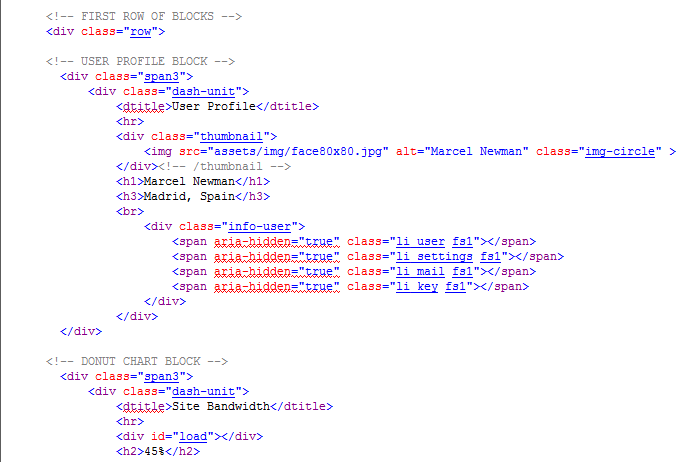 <!-- FIRST ROW OF BLOCKS -->
<div class="row">
<!-- USER PROFILE BLOCK -->
<div class="span3">
<div class="dash-unit">
<dtitle>User Profile</dtitle>
<hr>
<div class="thumbnail">
<img src="assets/img/face80x80.jpg" alt="Marcel Newman" class="img-circle" >
</div><!-- /thumbnail -->
<h1>Marcel Newman</h1>
<h3>Madrid, Spain</h3>
<br>
<div class="info-user">
<span aria-hidden="true" class="li_user fs1"></span>
<span aria-hidden="true" class="li_settings fs1"></span>
<span aria-hidden="true" class="li_mail fs1"></span>
<span aria-hidden="true" class="li_key fs1"></span>
</div>
</div>
</div>
<!-- DONUT CHART BLOCK -->
<div class="span3">
<div class="dash-unit">
<dtitle>Site Bandwidth</dtitle>
<hr>
<div id="load"></div>
<h2>45%</h2>